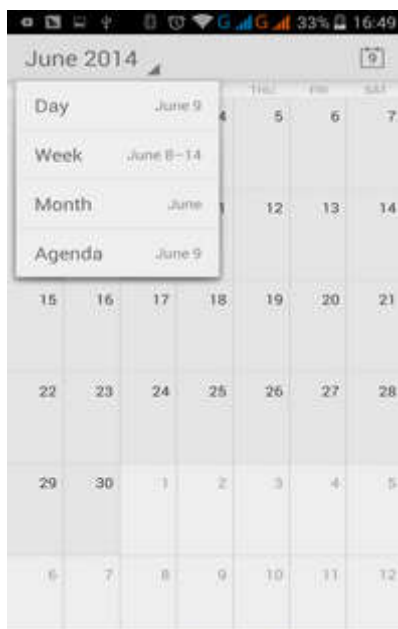 G G 33% 16:49
June 2014 9
THU FRI SAT
Day June 9 4 5 6 7
Week June 8-14
Month June 1 12 13 14
Agenda June 9
15 16 17 18 19 20 21
22 23 24 25 26 27 28
29 30 1 2 3 4 5
6 7 8 9 10 11 12